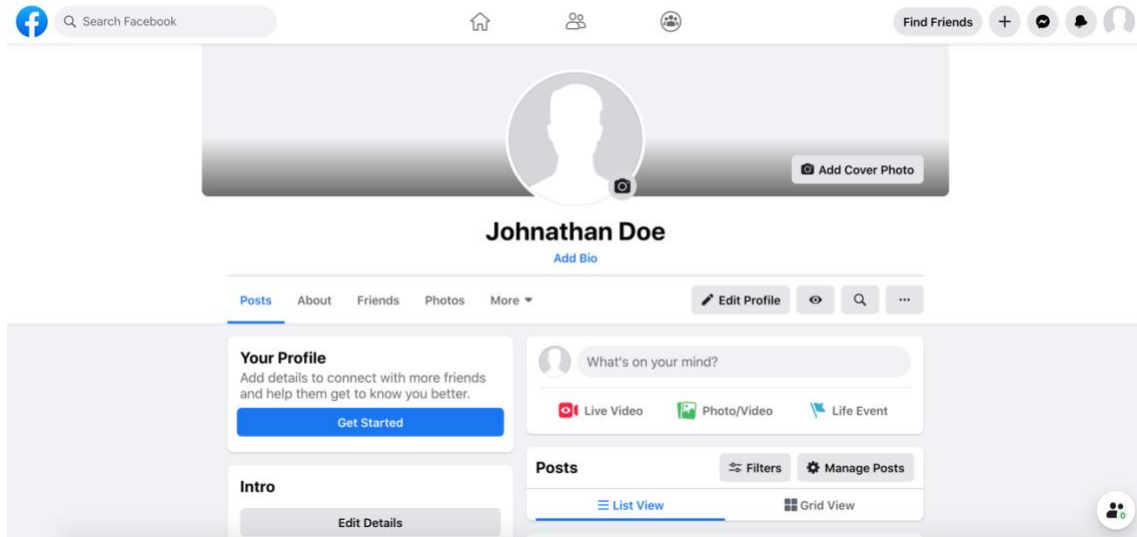 Search Facebook
Find Friends
Add Cover Photo
Johnathan Doe
Add Bio
Posts About Friends Photos More
Edit Profile
Your Profile
Add details to connect with more friends
and help them get to know you better.
Get Started
Intro
Edit Details
What's on your mind?
Live Video Photo/Video Life Event
Posts Filters Manage Posts
List View Grid View
0